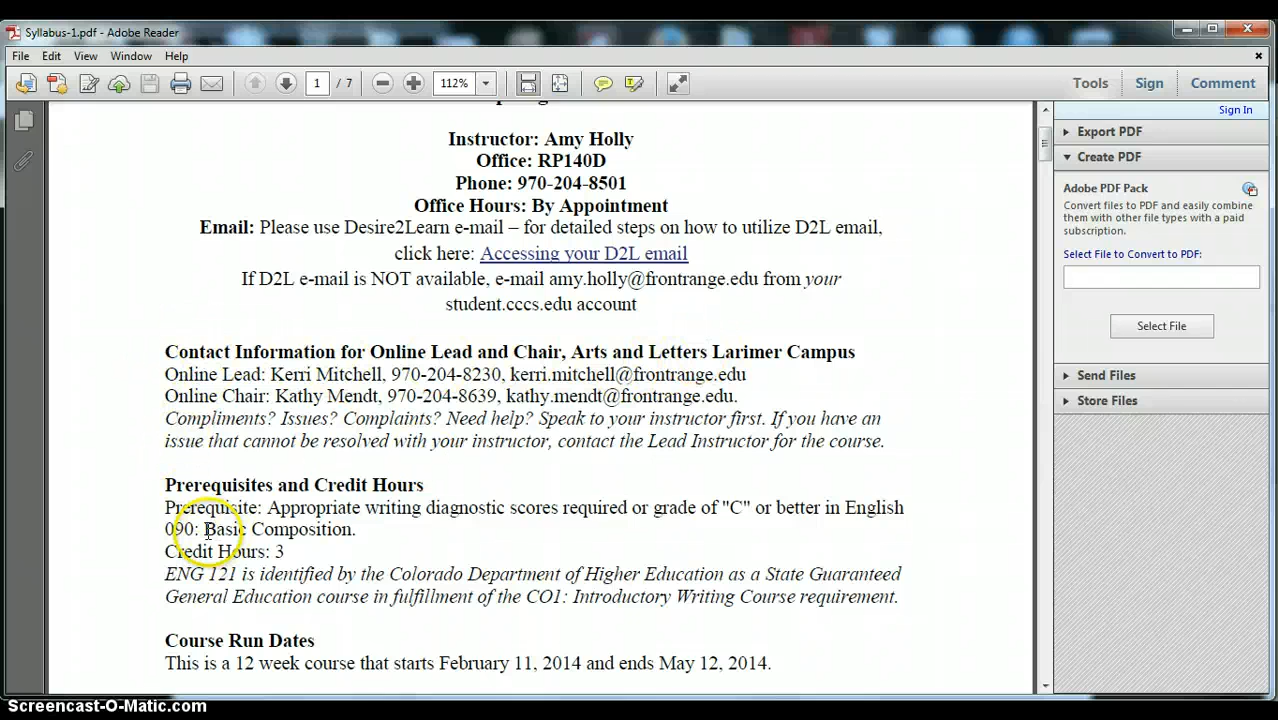 Syllabus-1.pdf - Adobe Reader
File Edit View Window Help
1 / 7 112% Tools Sign Comment
Sign In
Instructor: Amy Holly
Office: RP140D
Phone: 970-204-8501
Office Hours: By Appointment
Email: Please use Desire2Learn e-mail – for detailed steps on how to utilize D2L email,
click here: Accessing your D2L email
If D2L e-mail is NOT available, e-mail amy.holly@frontrange.edu from your
student.cccs.edu account
Contact Information for Online Lead and Chair, Arts and Letters Larimer Campus
Online Lead: Kerri Mitchell, 970-204-8230, kerri.mitchell@frontrange.edu
Online Chair: Kathy Mendt, 970-204-8639, kathy.mendt@frontrange.edu.
Compliments? Issues? Complaints? Need help? Speak to your instructor first. If you have an
issue that cannot be resolved with your instructor, contact the Lead Instructor for the course.
Prerequisites and Credit Hours
Prerequisite: Appropriate writing diagnostic scores required or grade of "C" or better in English
090: Basic Composition.
Credit Hours: 3
ENG 121 is identified by the Colorado Department of Higher Education as a State Guaranteed
General Education course in fulfillment of the CO1: Introductory Writing Course requirement.
Course Run Dates
This is a 12 week course that starts February 11, 2014 and ends May 12, 2014.
Export PDF
Create PDF
Adobe PDF Pack
Convert files to PDF and easily combine
them with other file types with a paid
subscription.
Select File to Convert to PDF:
Select File
Send Files
Store Files
Screencast-O-Matic.com